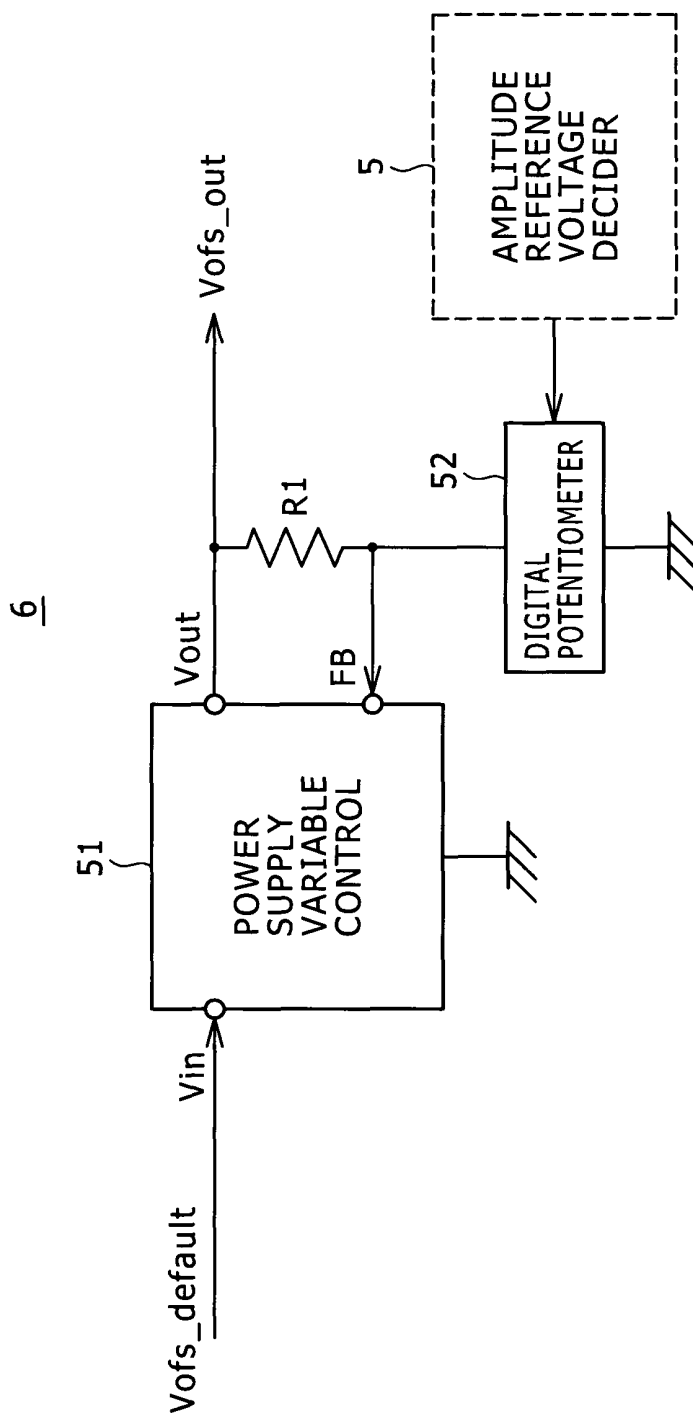 6
Vofs_default
Vin
51
POWER
SUPPLY
VARIABLE
CONTROL
Vout
FB
R1
Vofs_out
52
DIGITAL
POTENTIOMETER
5
AMPLITUDE
REFERENCE
VOLTAGE
DECIDER